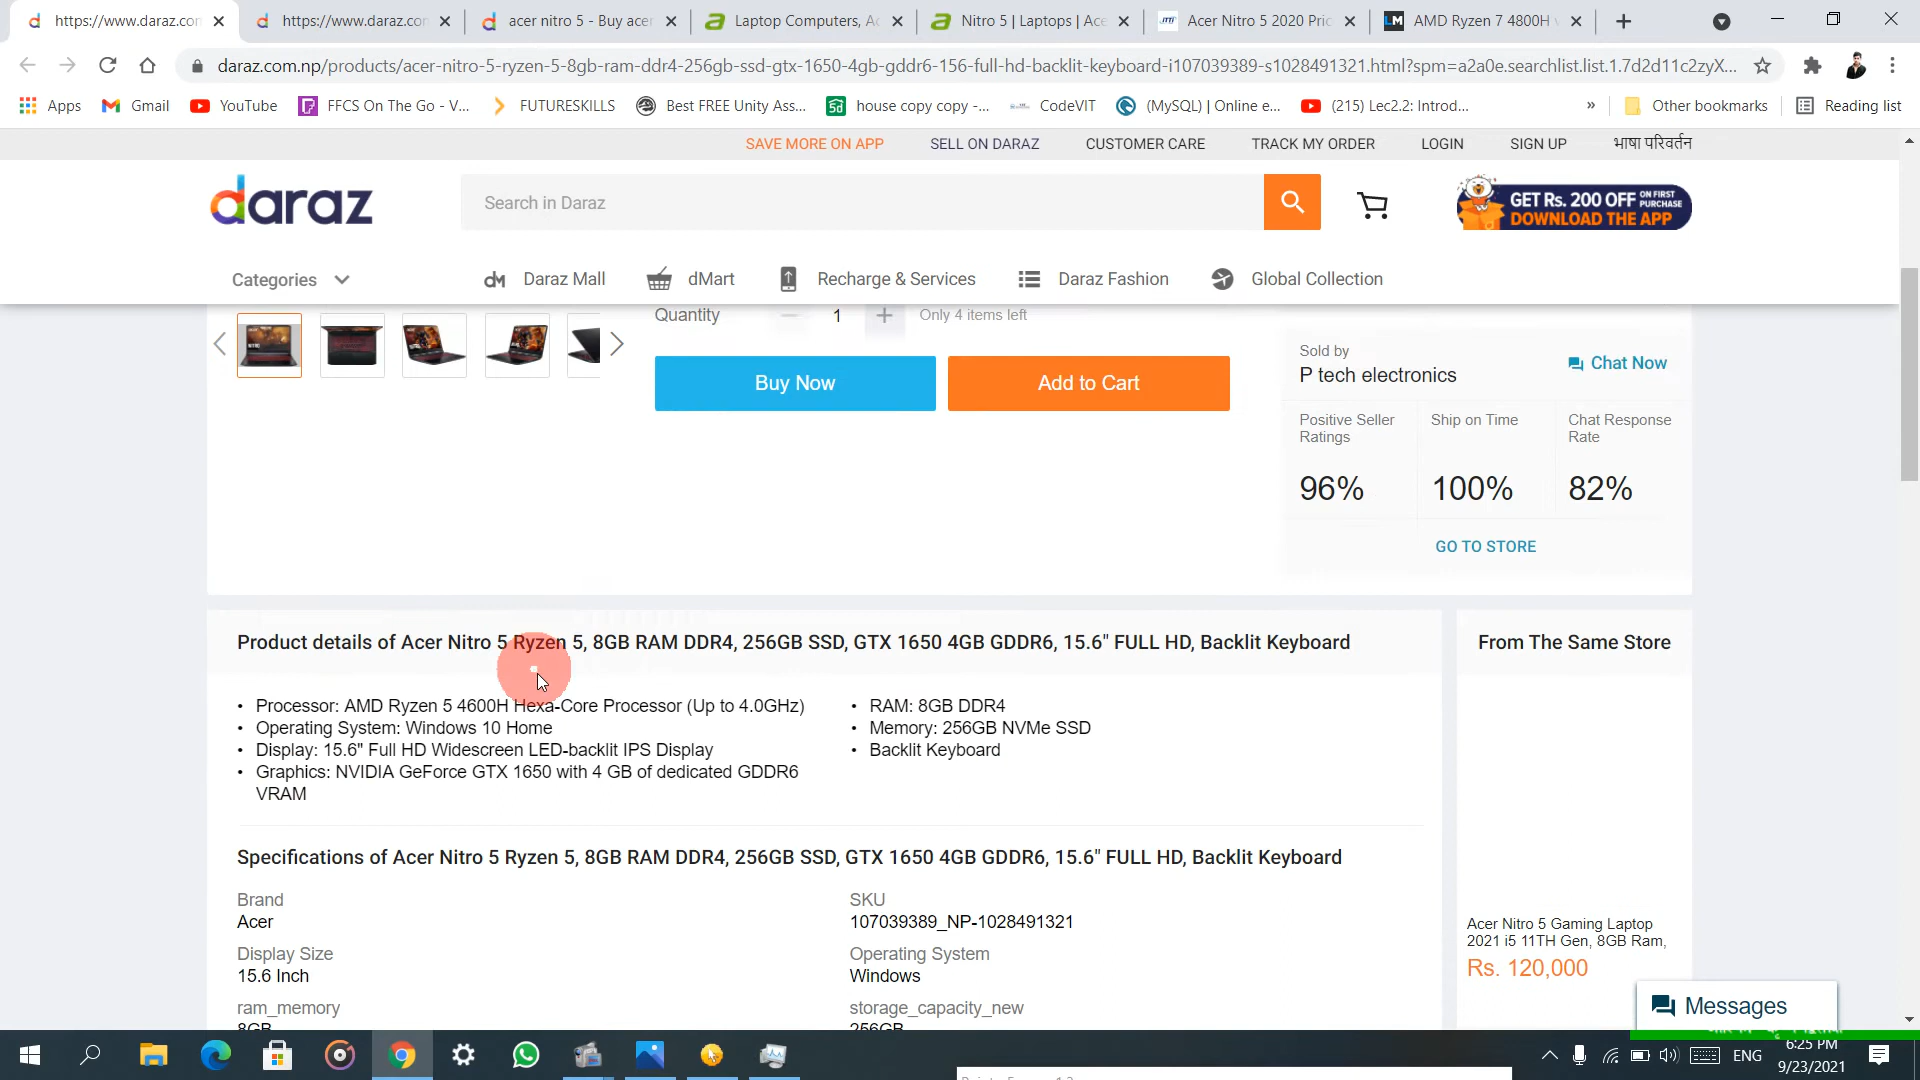 https://www.daraz.con
https://www.daraz.con
acer nitro 5 - Buy acer
Laptop Computers, Ac
Nitro 5 | Laptops | Ace
Acer Nitro 5 2020 Pric
LM AMD Ryzen 7 4800H v
daraz.com.np/products/acer-nitro-5-ryzen-5-8gb-ram-ddr4-256gb-ssd-gtx-1650-4gb-gddr6-156-full-hd-backlit-keyboard-i107039389-s1028491321.html?spm=a2a0e.searchlist.list.1.7d2d11c2zyX...
Apps Gmail YouTube FFCS On The Go - V... FUTURESKILLS Best FREE Unity Ass... house copy copy -... CodeVIT (MySQL) | Online e... (215) Lec2.2: Introd... » Other bookmarks Reading list
SAVE MORE ON APP SELL ON DARAZ CUSTOMER CARE TRACK MY ORDER LOGIN SIGN UP भाषा परिवर्तन
daraz
Search in Daraz
GET Rs. 200 OFF ON FIRST PURCHASE
DOWNLOAD THE APP
Categories dM Daraz Mall dMart Recharge & Services Daraz Fashion Global Collection
Quantity 1 Only 4 items left
Buy Now Add to Cart
Sold by
P tech electronics
Chat Now
Positive Seller Ratings
Ship on Time
Chat Response Rate
96% 100% 82%
GO TO STORE
Product details of Acer Nitro 5 Ryzen 5, 8GB RAM DDR4, 256GB SSD, GTX 1650 4GB GDDR6, 15.6" FULL HD, Backlit Keyboard
• Processor: AMD Ryzen 5 4600H Hexa-Core Processor (Up to 4.0GHz)
• Operating System: Windows 10 Home
• Display: 15.6" Full HD Widescreen LED-backlit IPS Display
• Graphics: NVIDIA GeForce GTX 1650 with 4 GB of dedicated GDDR6
VRAM
• RAM: 8GB DDR4
• Memory: 256GB NVMe SSD
• Backlit Keyboard
From The Same Store
Specifications of Acer Nitro 5 Ryzen 5, 8GB RAM DDR4, 256GB SSD, GTX 1650 4GB GDDR6, 15.6" FULL HD, Backlit Keyboard
Brand
Acer
SKU
107039389_NP-1028491321
Display Size
15.6 Inch
Operating System
Windows
ram_memory
8GB
storage_capacity_new
256GB
Acer Nitro 5 Gaming Laptop
2021 i5 11TH Gen, 8GB Ram,
Rs. 120,000
Messages
ENG
6:25 PM
9/23/2021